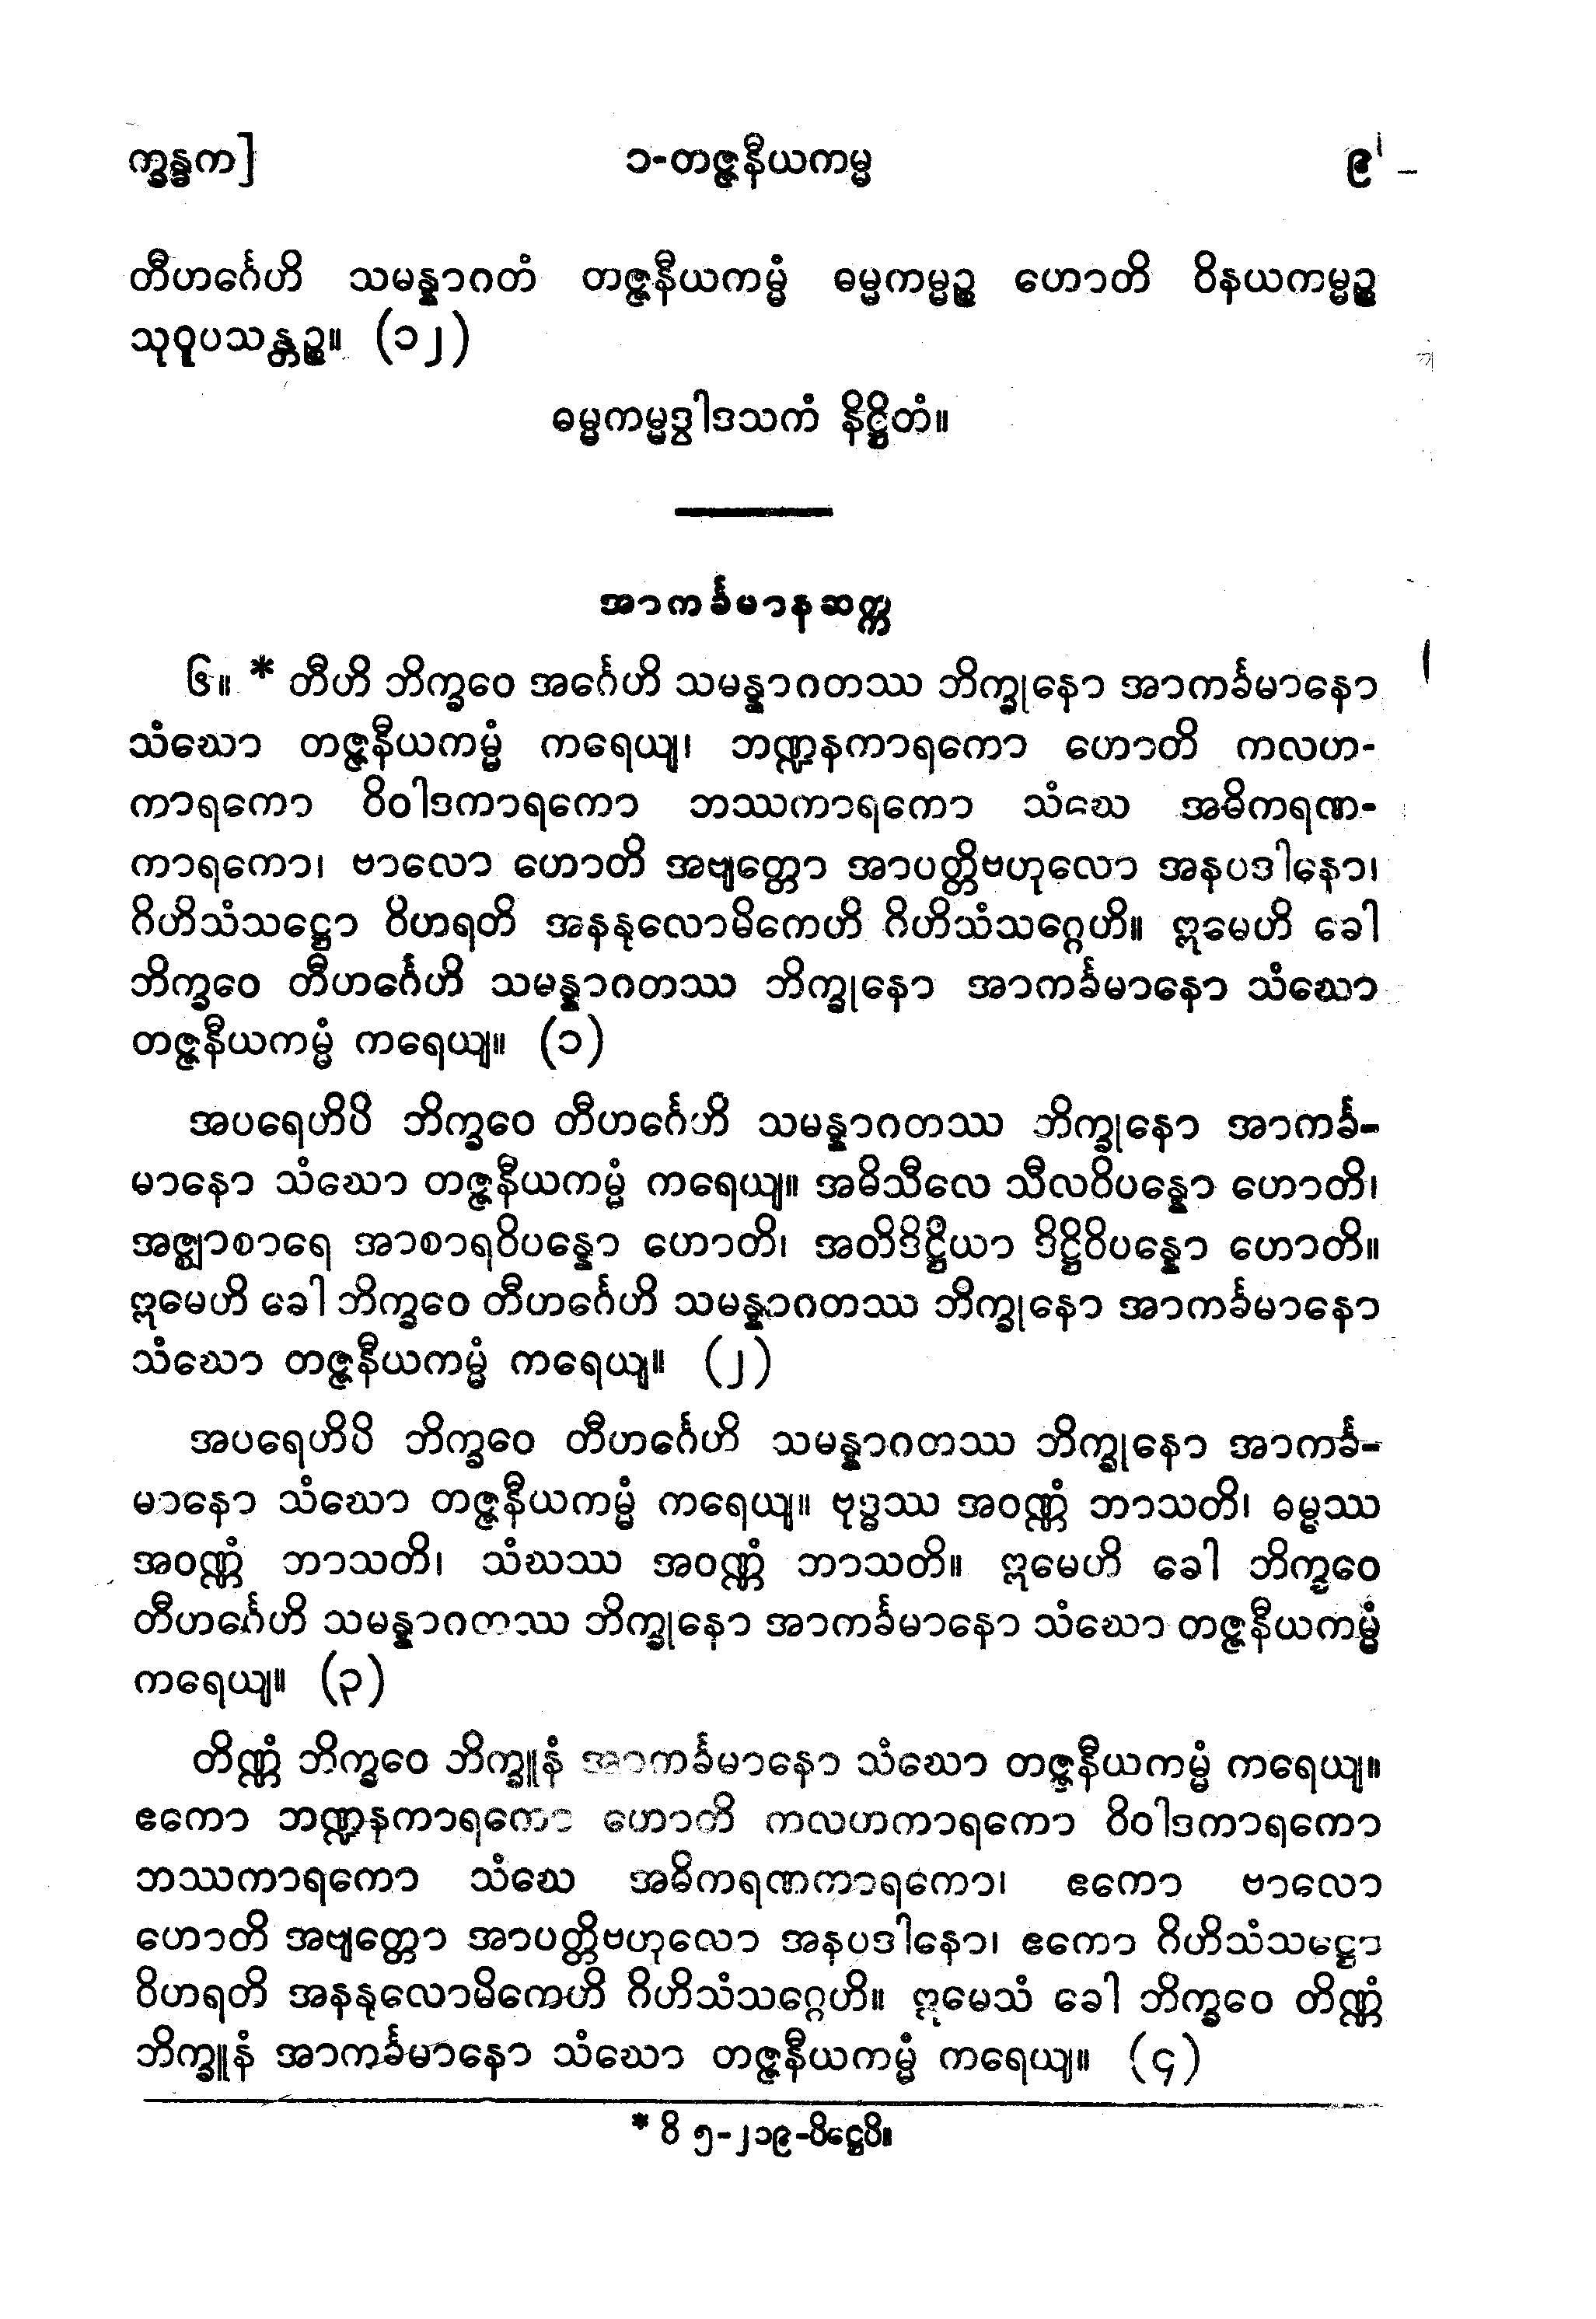 က္ခန္ဓက]
၁-တဇ္ဇနီယကမ္မ
၉
တီဟင်္ဂေဟိ သမန္နာဂတံ တဇ္ဇနီယကမ္မံ ဓမ္မကမ္မဉ္စ ဟောတိ ဝိနယကမ္မဉ္စ
သုဝူပသန္တဉ္စ။ (၁၂)
ဓမ္မကမ္မဒွါဒသကံ နိဋ္ဌိတံ။
အာကင်္ခမာနဆက္က
၆။ * တီဟိ ဘိက္ခဝေ အင်္ဂေဟိ သမန္နာဂတဿ ဘိက္ခုနော အာကင်္ခမာနော
သံဃော တဇ္ဇနီယကမ္မံ ကရေယျ၊ ဘဏ္ဍနကာရကော ဟောတိ ကလဟ-
ကာရကော ဝိဝါဒကာရကော ဘဿကာရကော သံဃေ အဓိကရဏ-
ကာရကော၊ ဗာလော ဟောတိ အဗျတ္တော အာပတ္တိဗဟုလော အနပဒါနော၊
ဂိဟိသံသဋ္ဌော ဝိဟရတိ အနနုလောမိကေဟိ ဂိဟိသံသဂ္ဂေဟိ။ ဣမေဟိ ခေါ
ဘိက္ခဝေ တီဟင်္ဂေဟိ သမန္နာဂတဿ ဘိက္ခုနော အာကင်္ခမာနော သံဃော
တဇ္ဇနီယကမ္မံ ကရေယျ။ (၁)
အပရေဟိပိ ဘိက္ခဝေ တီဟင်္ဂေဟိ သမန္နာဂတဿ ဘိက္ခုနော အာကင်္ခ-
မာနော သံဃော တဇ္ဇနီယကမ္မံ ကရေယျ။ အဓိသီလေ သီလဝိပန္နော ဟောတိ၊
အဇ္ဈာစာရေ အာစာရဝိပန္နော ဟောတိ၊ အတိဒိဋ္ဌိယာ ဒိဋ္ဌိဝိပန္နော ဟောတိ။
ဣမေဟိ ခေါ ဘိက္ခဝေ တီဟင်္ဂေဟိ သမန္နာဂတဿ ဘိက္ခုနော အာကင်္ခမာနော
သံဃော တဇ္ဇနီယကမ္မံ ကရေယျ။ (၂)
အပရေဟိပိ ဘိက္ခဝေ တီဟင်္ဂေဟိ သမန္နာဂတဿ ဘိက္ခုနော အာကင်္ခ-
မာနော သံဃော တဇ္ဇနီယကမ္မံ ကရေယျ။ ဗုဒ္ဓဿ အဝဏ္ဏံ ဘာသတိ၊ ဓမ္မဿ
အဝဏ္ဏံ ဘာသတိ၊ သံဃဿ အဝဏ္ဏံ ဘာသတိ။ ဣမေဟိ ခေါ ဘိက္ခဝေ
တီဟင်္ဂေဟိ သမန္နာဂတဿ ဘိက္ခုနော အာကင်္ခမာနော သံဃော တဇ္ဇနီယကမ္မံ
ကရေယျ။ (၃)
တိဏ္ဏံ ဘိက္ခဝေ ဘိက္ခူနံ အာကင်္ခမာနော သံဃော တဇ္ဇနီယကမ္မံ ကရေယျ။
ဧကော ဘဏ္ဍနကာရကော ဟောတိ ကလဟကာရကော ဝိဝါဒကာရကော
ဘဿကာရကော သံဃေ အဓိကရဏကာရကော၊ ဧကော ဗာလော
ဟောတိ အဗျတ္တော အာပတ္တိဗဟုလော အနပဒါနော၊ ဧကော ဂိဟိသံသဋ္ဌော
ဝိဟရတိ အနနုလောမိကေဟိ ဂိဟိသံသဂ္ဂေဟိ။ ဣမေသံ ခေါ ဘိက္ခဝေ တိဏ္ဏံ
ဘိက္ခူနံ အာကင်္ခမာနော သံဃော တဇ္ဇနီယကမ္မံ ကရေယျ။ (၄)
* ဝိ ၅-၂၁၉-ပိဋ္ဌေပိ။